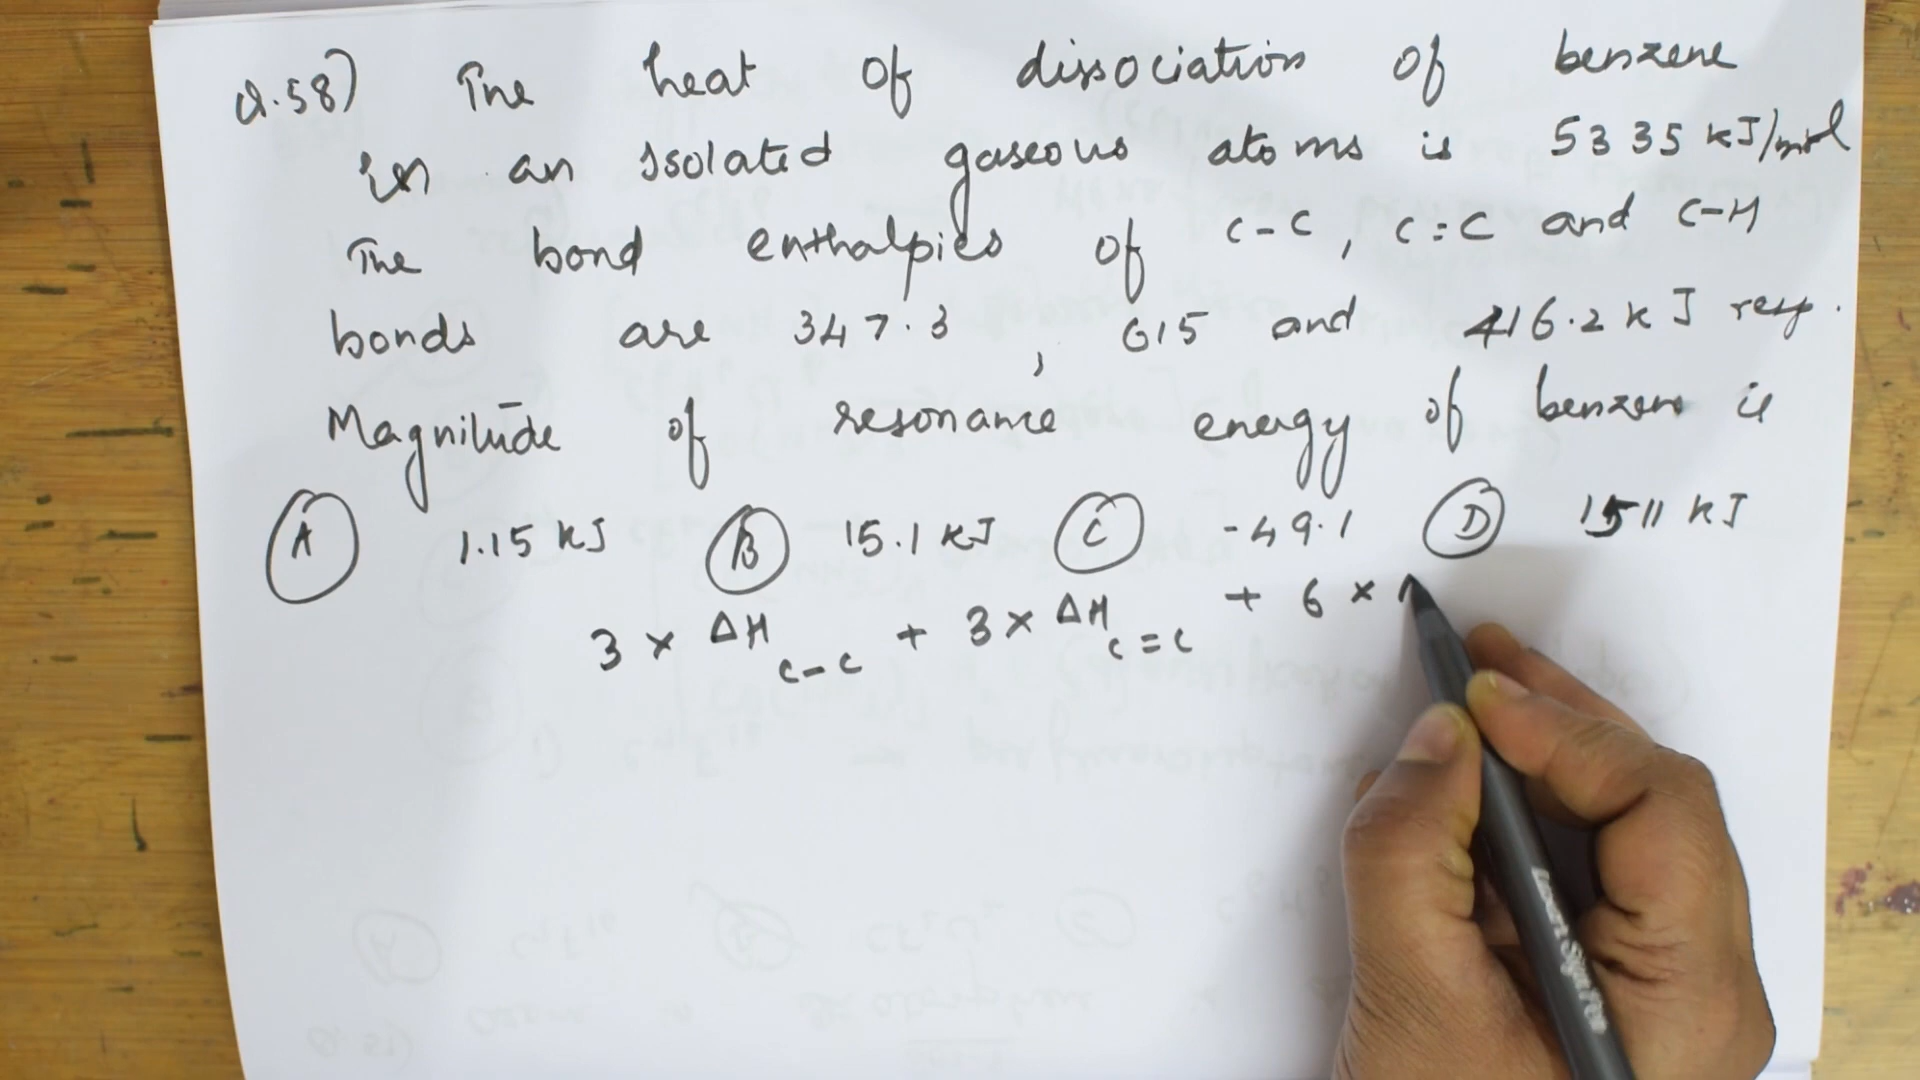 Q.58) The heat of dissociation of benzene
in an Isolated gaseous atoms is 5335 kJ/mol
The bond enthalpies of C-C, C=C and C-H
bonds are 347.3, 615 and 416.2 kJ resp.
Magnitude of resonance energy of benzene is
A 1.15 kJ B 15.1 kJ C -49.1 D 1511 kJ
3 × ΔH C-C + 3 × ΔH C=C + 6 ×